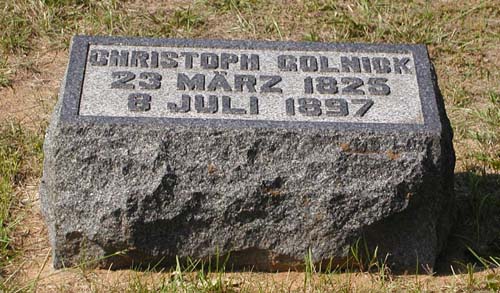 CHRISTOPH GOLNICK
23 MÄRZ 1825
8 JULI 1897